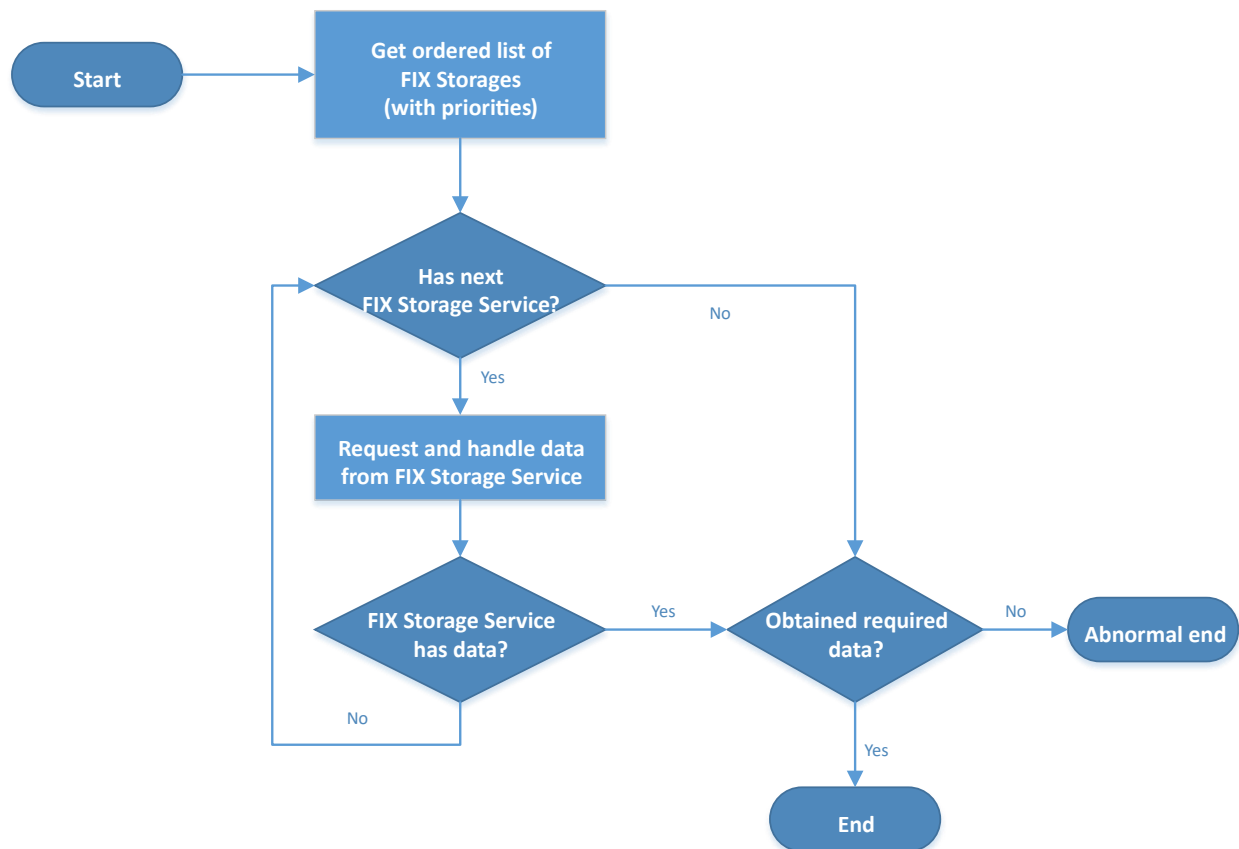 Start
Get ordered list of
FIX Storages
(with priorities)
Has next
FIX Storage Service?
No
Yes
Request and handle data
from FIX Storage Service
FIX Storage Service
has data?
Yes
Obtained required
data?
No
Abnormal end
No
Yes
End